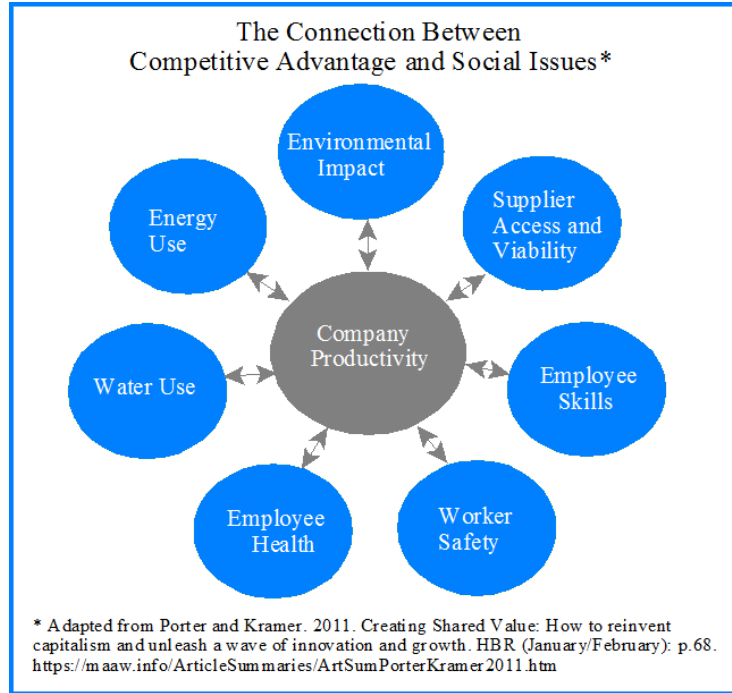 The Connection Between
Competitive Advantage and Social Issues*
Environmental
Impact
Supplier
Access and
Viability
Energy
Use
Company
Productivity
Water Use
Employee
Skills
Employee
Health
Worker
Safety
* Adapted from Porter and Kramer. 2011. Creating Shared Value: How to reinvent
capitalism and unleash a wave of innovation and growth. HBR (January/February): p.68.
https://maaw.info/ArticleSummaries/ArtSumPorterKramer2011.htm